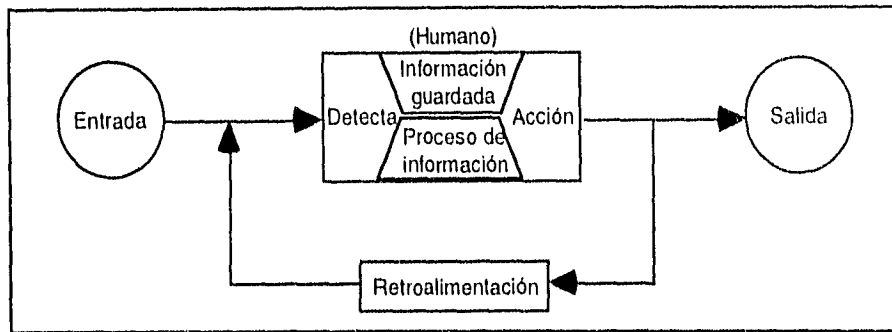 (Humano)
Entrada
Detecta
Información
guardada
Proceso de
información
Acción
Salida
Retroalimentación